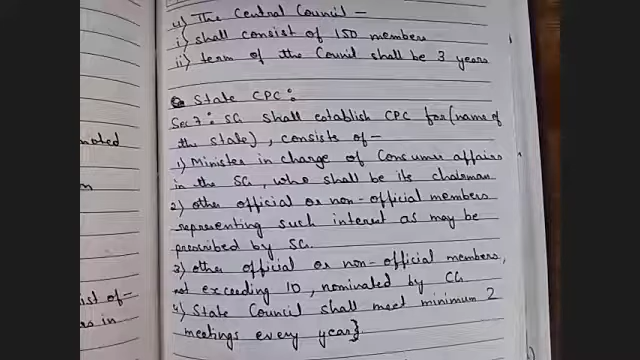 4) The Central Council -
i) shall consist of 150 members
ii) term of the Council shall be 3 years
State CPC:
Sec 7: SG shall establish CPC for (name of
the state), consists of -
1) Minister in charge of Consumer affairs
in the SG, who shall be its chairman
2) other official or non-official members
representing such interest as may be
prescribed by SG.
3) other official or non-official members,
not exceeding 10, nominated by CG
4) State Council shall meet minimum 2
meetings every year}
ist of-
in